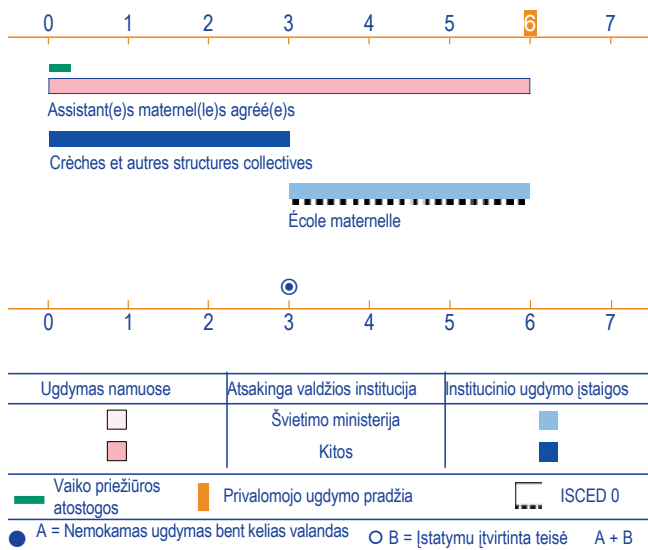 0 1 2 3 4 5 6 7
Assistant(e)s maternel(le)s agréé(e)s
Crèches et autres structures collectives
École maternelle
0 1 2 3 4 5 6 7
Ugdymas namuose Atsakinga valdžios institucija Institucinio ugdymo įstaigos
Švietimo ministerija
Kitos
Vaiko priežiūros
atostogos
Privalomojo ugdymo pradžia
ISCED 0
A = Nemokamas ugdymas bent kelias valandas B = Įstatymu įtvirtinta teisė A + B